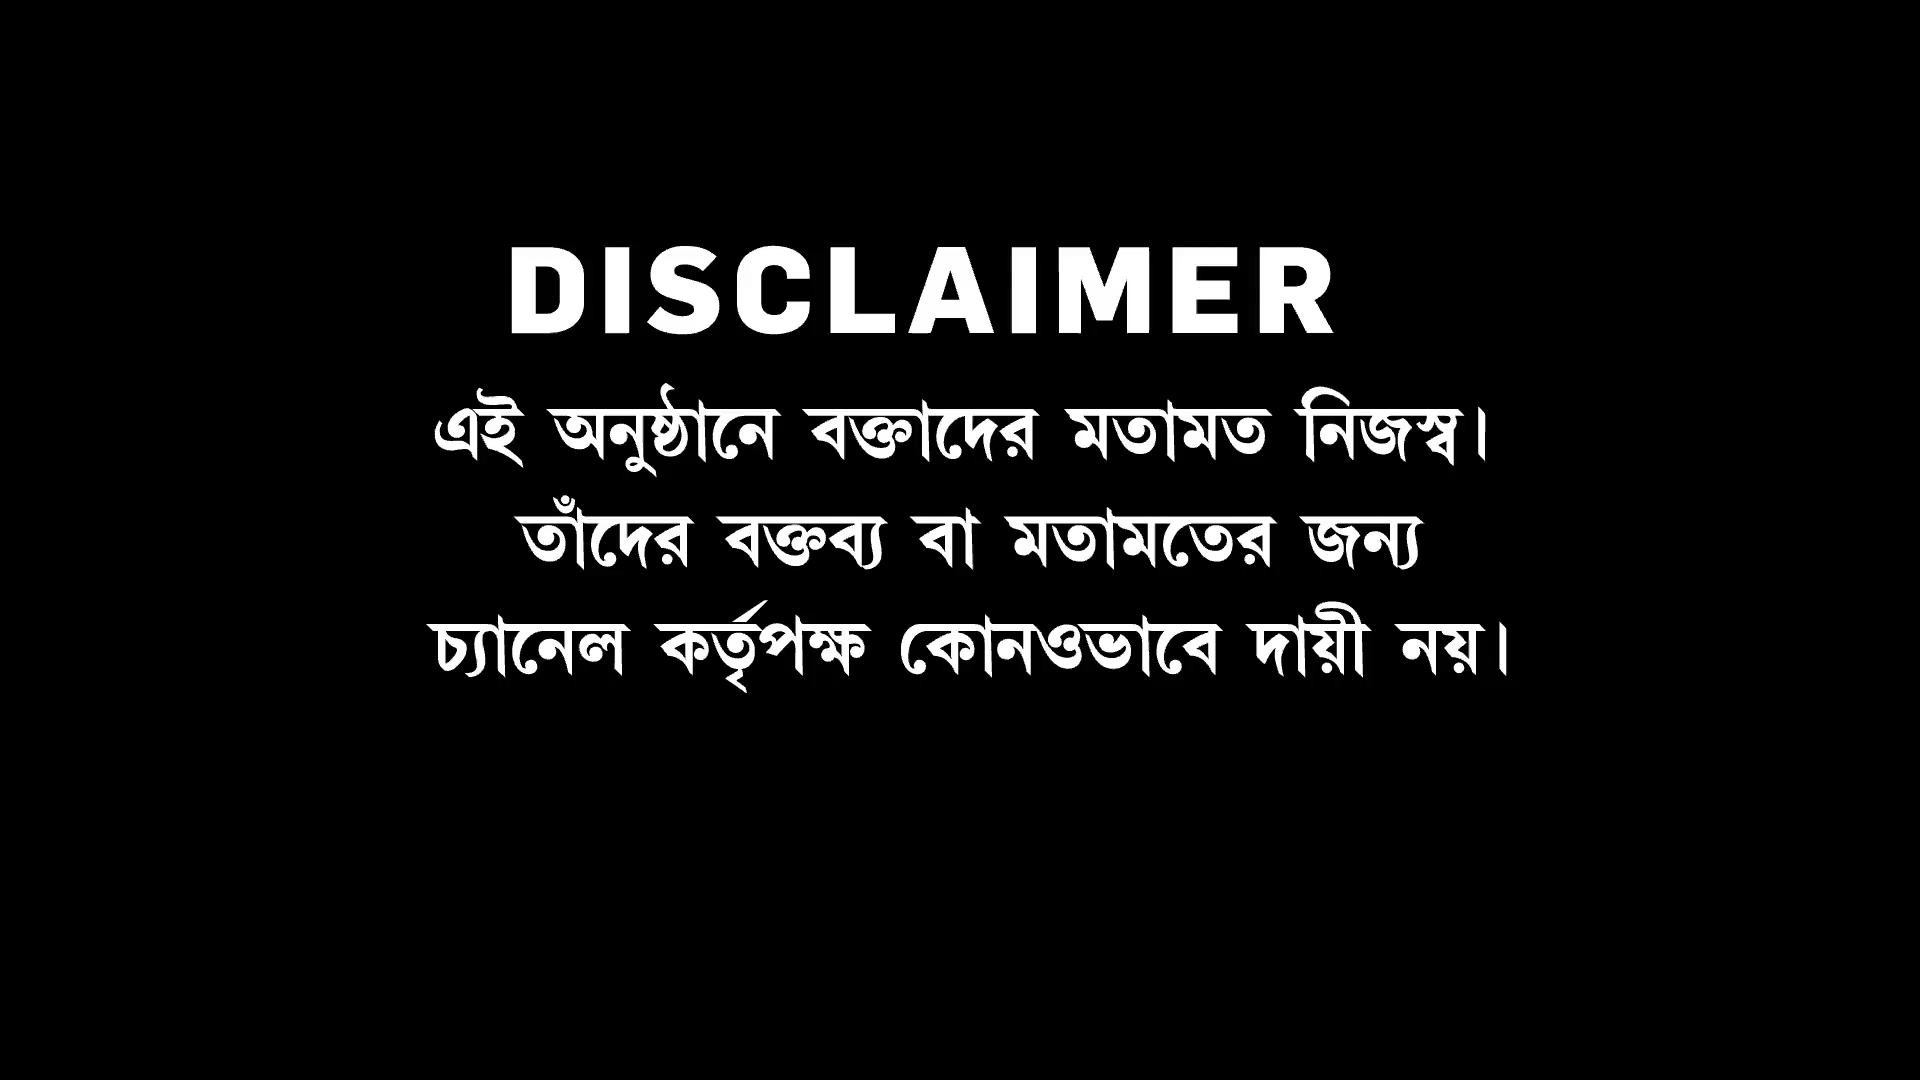 DISCLAIMER
এই অনুষ্ঠানে বক্তাদের মতামত নিজস্ব।
তাঁদের বক্তব্য বা মতামতের জন্য
চ্যানেল কর্তৃপক্ষ কোনওভাবে দায়ী নয়।